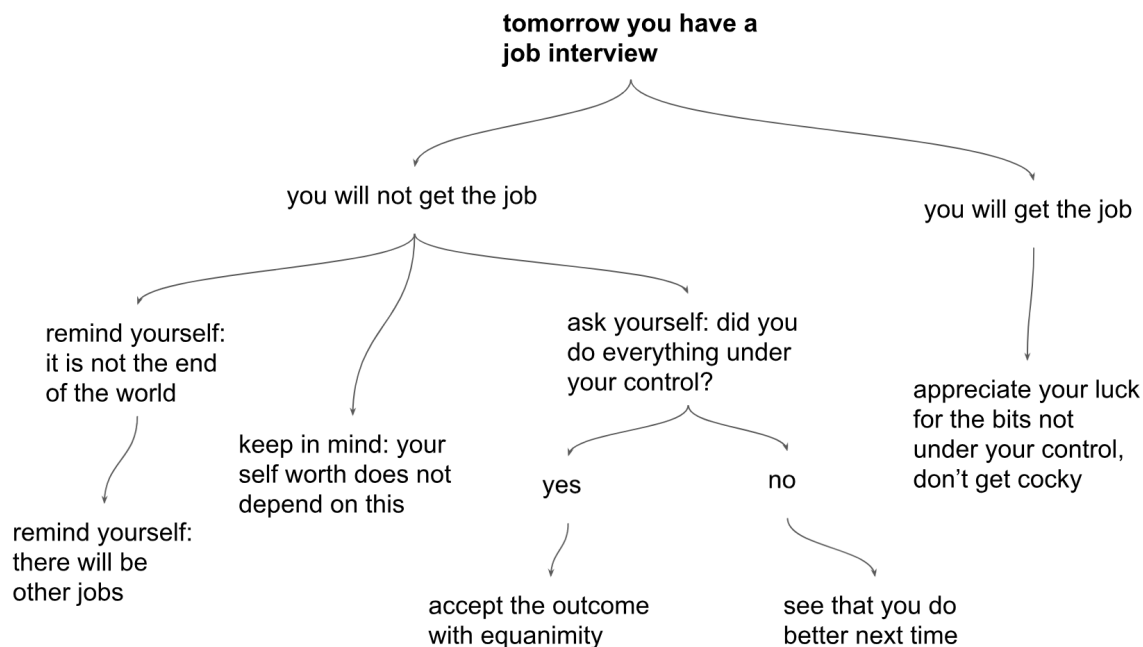 tomorrow you have a
job interview
you will not get the job
you will get the job
remind yourself:
it is not the end
of the world
remind yourself:
there will be
other jobs
keep in mind: your
self worth does not
depend on this
ask yourself: did you
do everything under
your control?
yes
no
accept the outcome
with equanimity
see that you do
better next time
appreciate your luck
for the bits not
under your control,
don’t get cocky